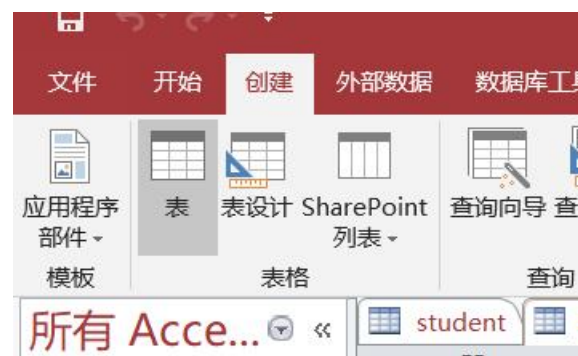 文件 开始 创建 外部数据 数据库工
应用程序 表 表设计 SharePoint 查询向导 查
部件 列表
模板 表格 查询
所有 Acce... « student